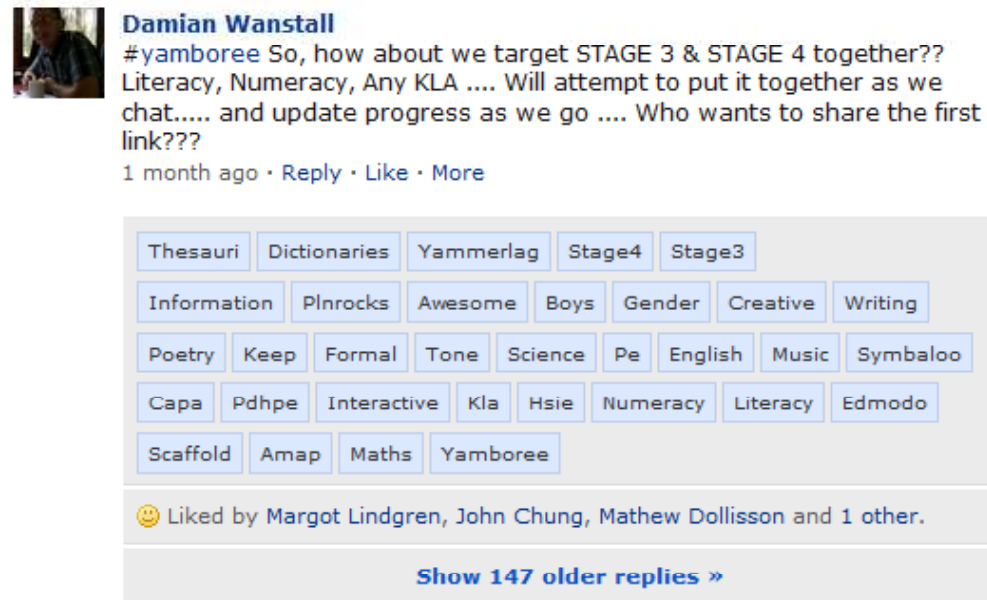 Damian Wanstall
#yamboree So, how about we target STAGE 3 & STAGE 4 together??
Literacy, Numeracy, Any KLA .... Will attempt to put it together as we
chat..... and update progress as we go .... Who wants to share the first
link???
1 month ago · Reply · Like · More
Thesauri Dictionaries Yammerlag Stage4 Stage3
Information Plnrocks Awesome Boys Gender Creative Writing
Poetry Keep Formal Tone Science Pe English Music Symbaloo
Capa Pdhpe Interactive Kla Hsie Numeracy Literacy Edmodo
Scaffold Amap Maths Yamboree
Liked by Margot Lindgren, John Chung, Mathew Dollisson and 1 other.
Show 147 older replies »